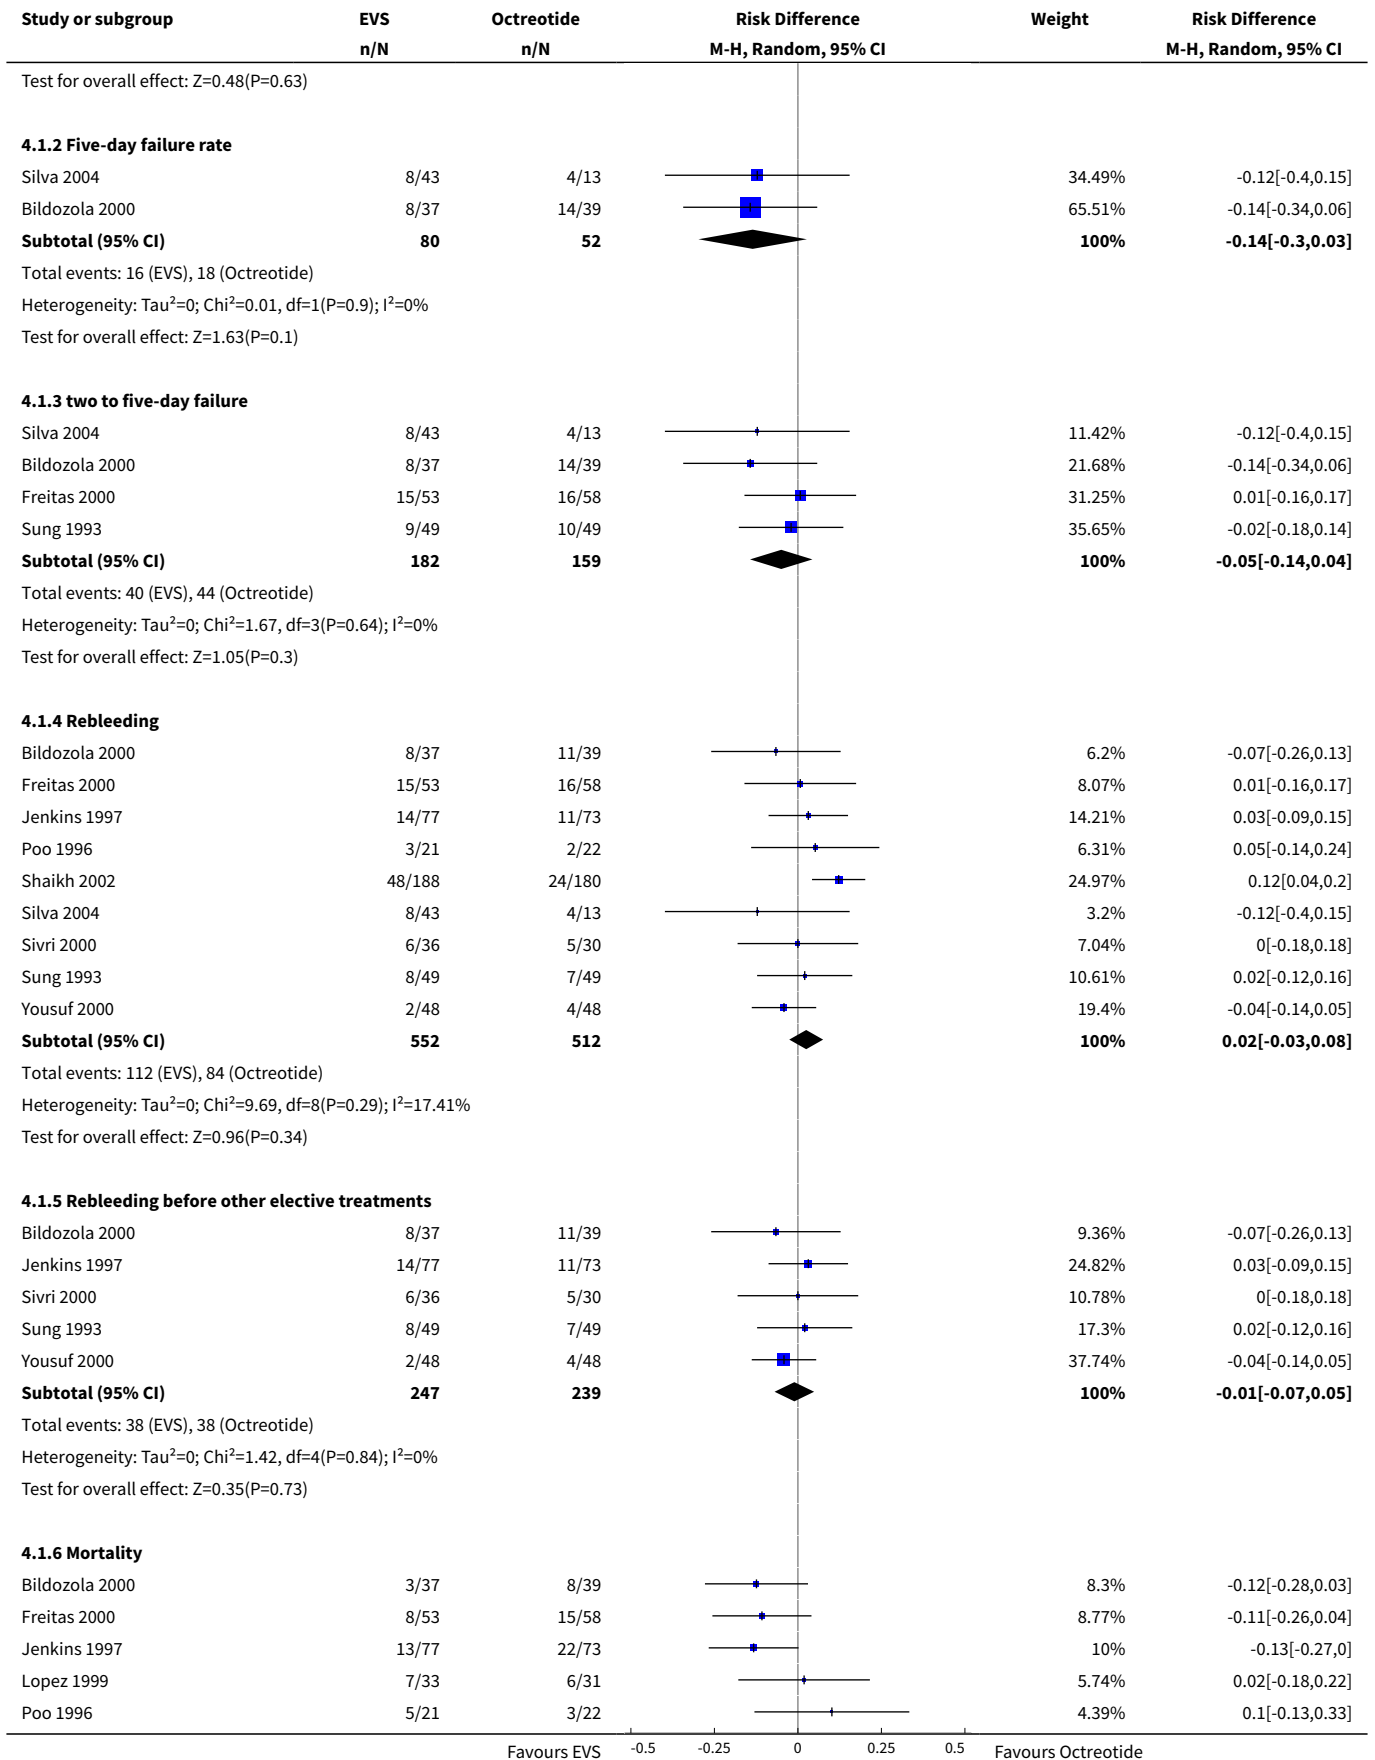 Study or subgroup EVS Octreotide Risk Difference Weight Risk Difference
n/N n/N M-H, Random, 95% CI M-H, Random, 95% CI
Test for overall effect: Z=0.48(P=0.63)
4.1.2 Five-day failure rate
Silva 2004 8/43 4/13 34.49% -0.12[-0.4,0.15]
Bildozola 2000 8/37 14/39 65.51% -0.14[-0.34,0.06]
Subtotal (95% CI) 80 52 100% -0.14[-0.3,0.03]
Total events: 16 (EVS), 18 (Octreotide)
Heterogeneity: Tau²=0; Chi²=0.01, df=1(P=0.9); I²=0%
Test for overall effect: Z=1.63(P=0.1)
4.1.3 two to five-day failure
Silva 2004 8/43 4/13 11.42% -0.12[-0.4,0.15]
Bildozola 2000 8/37 14/39 21.68% -0.14[-0.34,0.06]
Freitas 2000 15/53 16/58 31.25% 0.01[-0.16,0.17]
Sung 1993 9/49 10/49 35.65% -0.02[-0.18,0.14]
Subtotal (95% CI) 182 159 100% -0.05[-0.14,0.04]
Total events: 40 (EVS), 44 (Octreotide)
Heterogeneity: Tau²=0; Chi²=1.67, df=3(P=0.64); I²=0%
Test for overall effect: Z=1.05(P=0.3)
4.1.4 Rebleeding
Bildozola 2000 8/37 11/39 6.2% -0.07[-0.26,0.13]
Freitas 2000 15/53 16/58 8.07% 0.01[-0.16,0.17]
Jenkins 1997 14/77 11/73 14.21% 0.03[-0.09,0.15]
Poo 1996 3/21 2/22 6.31% 0.05[-0.14,0.24]
Shaikh 2002 48/188 24/180 24.97% 0.12[0.04,0.2]
Silva 2004 8/43 4/13 3.2% -0.12[-0.4,0.15]
Sivri 2000 6/36 5/30 7.04% 0[-0.18,0.18]
Sung 1993 8/49 7/49 10.61% 0.02[-0.12,0.16]
Yousuf 2000 2/48 4/48 19.4% -0.04[-0.14,0.05]
Subtotal (95% CI) 552 512 100% 0.02[-0.03,0.08]
Total events: 112 (EVS), 84 (Octreotide)
Heterogeneity: Tau²=0; Chi²=9.69, df=8(P=0.29); I²=17.41%
Test for overall effect: Z=0.96(P=0.34)
4.1.5 Rebleeding before other elective treatments
Bildozola 2000 8/37 11/39 9.36% -0.07[-0.26,0.13]
Jenkins 1997 14/77 11/73 24.82% 0.03[-0.09,0.15]
Sivri 2000 6/36 5/30 10.78% 0[-0.18,0.18]
Sung 1993 8/49 7/49 17.3% 0.02[-0.12,0.16]
Yousuf 2000 2/48 4/48 37.74% -0.04[-0.14,0.05]
Subtotal (95% CI) 247 239 100% -0.01[-0.07,0.05]
Total events: 38 (EVS), 38 (Octreotide)
Heterogeneity: Tau²=0; Chi²=1.42, df=4(P=0.84); I²=0%
Test for overall effect: Z=0.35(P=0.73)
4.1.6 Mortality
Bildozola 2000 3/37 8/39 8.3% -0.12[-0.28,0.03]
Freitas 2000 8/53 15/58 8.77% -0.11[-0.26,0.04]
Jenkins 1997 13/77 22/73 10% -0.13[-0.27,0]
Lopez 1999 7/33 6/31 5.74% 0.02[-0.18,0.22]
Poo 1996 5/21 3/22 4.39% 0.1[-0.13,0.33]
Favours EVS -0.5 -0.25 0 0.25 0.5 Favours Octreotide